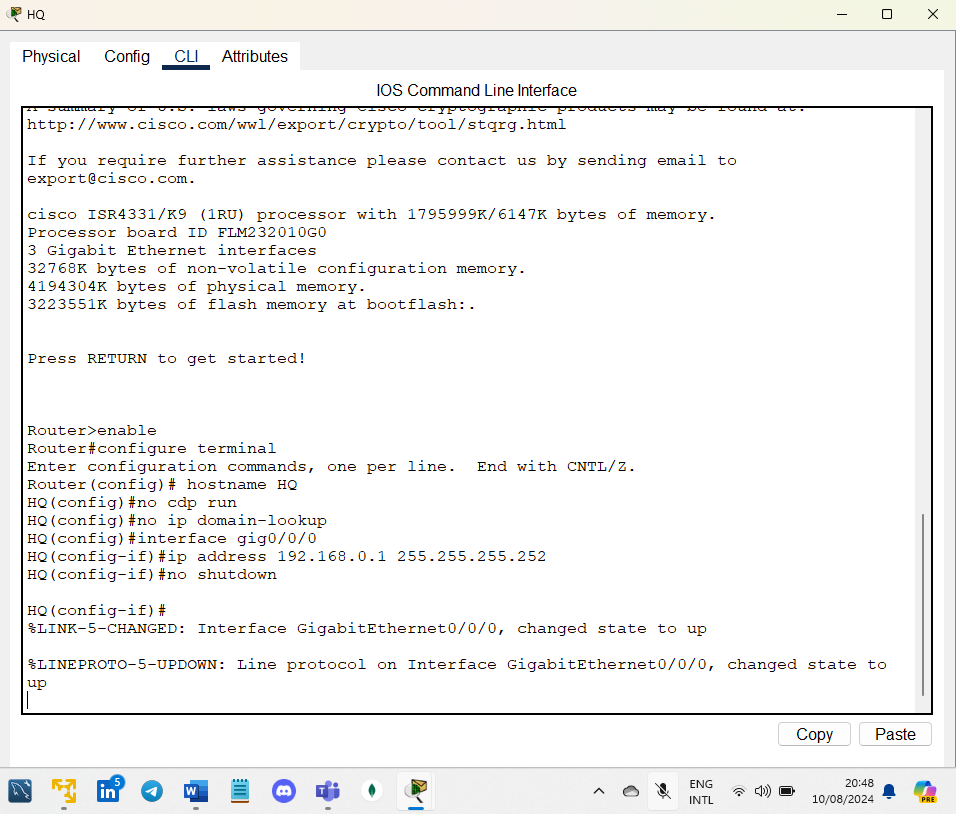 HQ
Physical Config CLI Attributes
IOS Command Line Interface
A summary of U.S. laws governing Cisco cryptographic products may be found at:
http://www.cisco.com/wwl/export/crypto/tool/stqrg.html
If you require further assistance please contact us by sending email to
export@cisco.com.
cisco ISR4331/K9 (1RU) processor with 1795999K/6147K bytes of memory.
Processor board ID FLM232010G0
3 Gigabit Ethernet interfaces
32768K bytes of non-volatile configuration memory.
4194304K bytes of physical memory.
3223551K bytes of flash memory at bootflash:.
Press RETURN to get started!
Router>enable
Router#configure terminal
Enter configuration commands, one per line.  End with CNTL/Z.
Router(config)# hostname HQ
HQ(config)#no cdp run
HQ(config)#no ip domain-lookup
HQ(config)#interface gig0/0/0
HQ(config-if)#ip address 192.168.0.1 255.255.255.252
HQ(config-if)#no shutdown
HQ(config-if)#
%LINK-5-CHANGED: Interface GigabitEthernet0/0/0, changed state to up
%LINEPROTO-5-UPDOWN: Line protocol on Interface GigabitEthernet0/0/0, changed state to
up
Copy Paste
5
ENG
INTL
20:48
10/08/2024
PRE